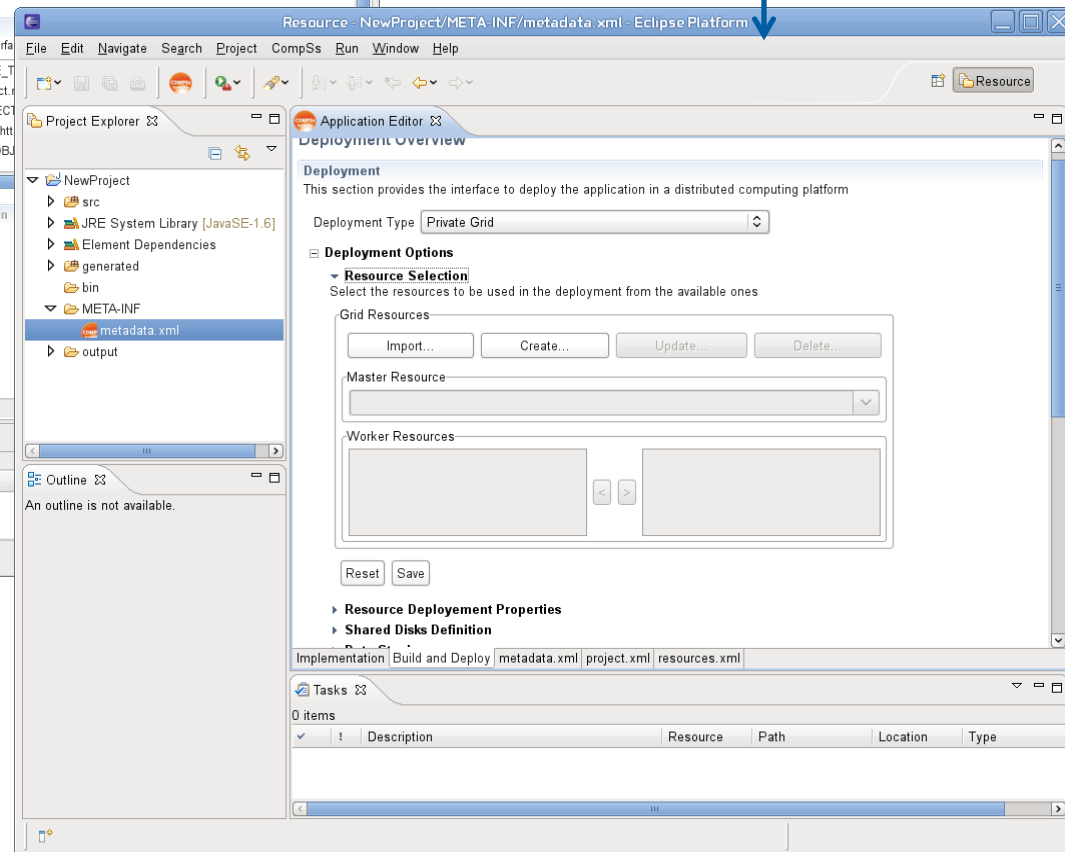 Resource - NewProject/META-INF/metadata.xml - Eclipse Platform
File Edit Navigate Search Project CompSs Run Window Help
Resource
Project Explorer
NewProject
src
JRE System Library [JavaSE-1.6]
Element Dependencies
generated
bin
META-INF
metadata.xml
output
Outline
An outline is not available.
Application Editor
Deployment Overview
Deployment
This section provides the interface to deploy the application in a distributed computing platform
Deployment Type Private Grid
Deployment Options
Resource Selection
Select the resources to be used in the deployment from the available ones
Grid Resources
Import... Create... Update... Delete...
Master Resource
Worker Resources
< >
Reset Save
Resource Deployement Properties
Shared Disks Definition
Implementation Build and Deploy metadata.xml project.xml resources.xml
Tasks
0 items
! Description Resource Path Location Type